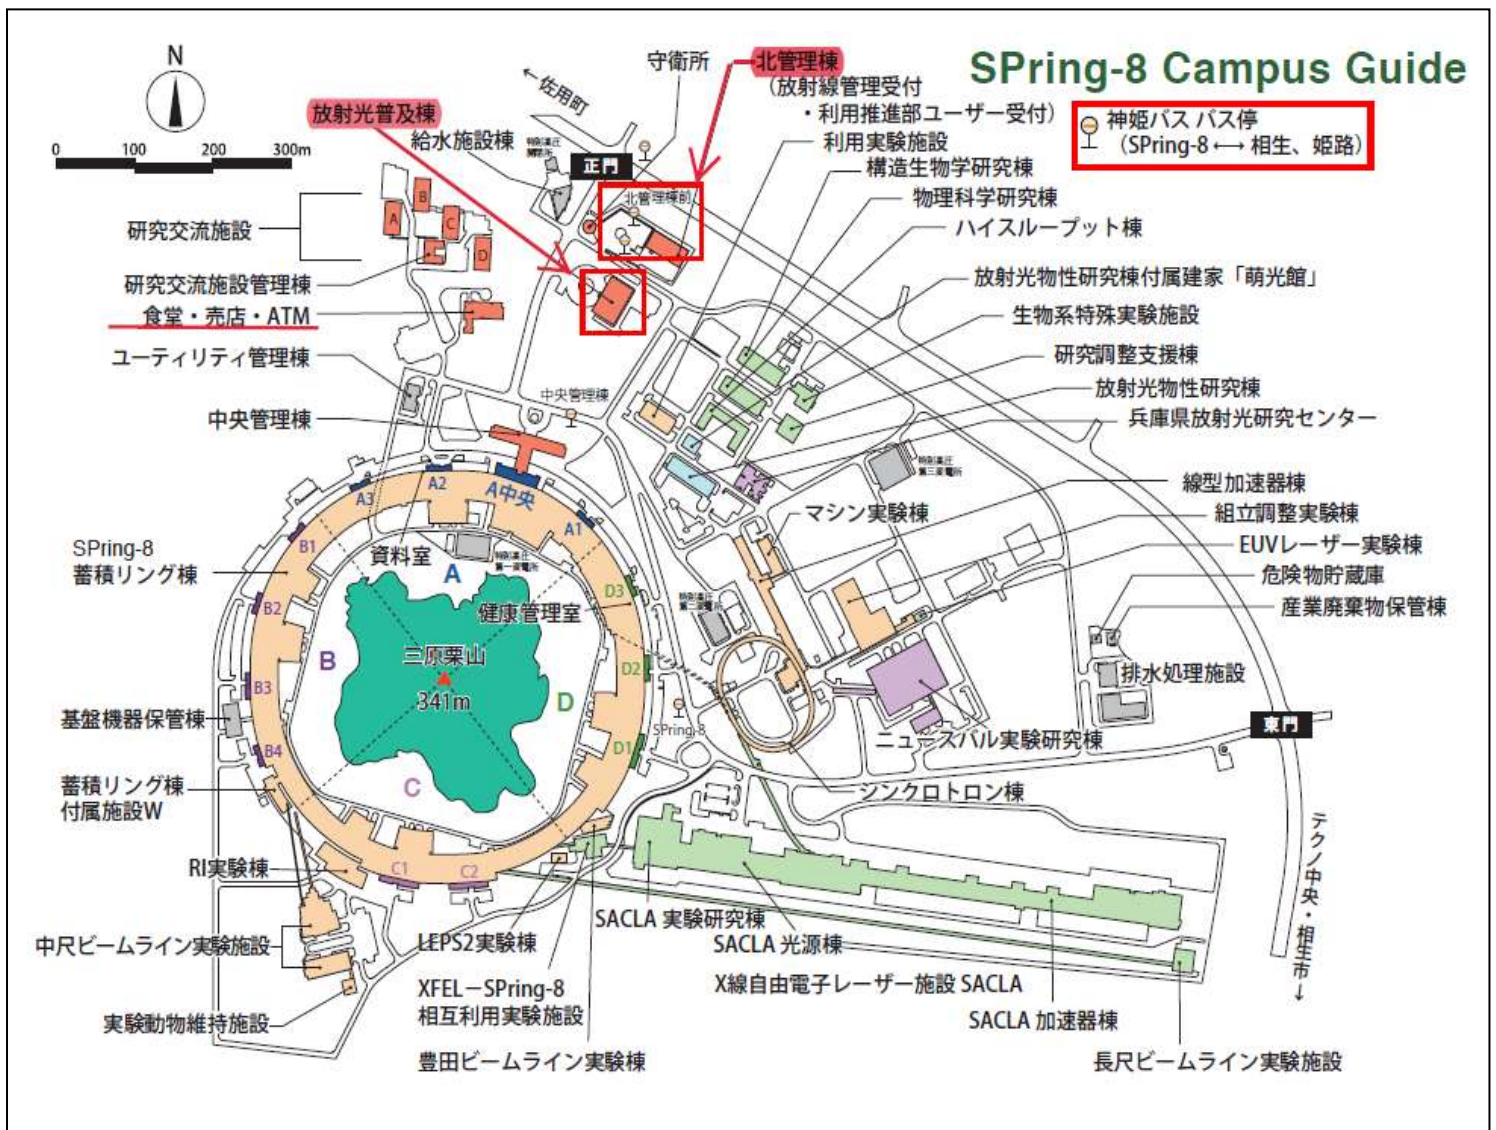 SPring-8 Campus Guide
N
0 100 200 300m
←佐用町
守衛所
北管理棟
(放射線管理受付
・利用推進部ユーザー受付)
神姫バス バス停
(SPring-8 ⟷ 相生、姫路)
放射光普及棟
給水施設棟
正門
北管理棟前
利用実験施設
構造生物学研究棟
物理科学研究棟
ハイスループット棟
放射光物性研究棟付属建家「萌光館」
生物系特殊実験施設
研究調整支援棟
放射光物性研究棟
兵庫県放射光研究センター
研究交流施設
A
B
C
D
研究交流施設管理棟
食堂・売店・ATM
ユーティリティ管理棟
中央管理棟
中央管理棟
線型加速器棟
組立調整実験棟
EUVレーザー実験棟
危険物貯蔵庫
産業廃棄物保管棟
マシン実験棟
A3
A2
A中央
A1
B1
SPring-8
蓄積リング棟
資料室
A
健康管理室
D3
B2
B
三原栗山
341m
D
D2
B3
排水処理施設
基盤機器保管棟
SPring-8
東門
ニュースバル実験研究棟
B4
D1
C
蓄積リング棟
付属施設W
シンクロトロン棟
RI実験棟
C1
C2
テクノ中央・相生市↓
中尺ビームライン実験施設
LEPS2実験棟
SACLA 実験研究棟
SACLA 光源棟
X線自由電子レーザー施設 SACLA
XFELーSPring-8
相互利用実験施設
実験動物維持施設
SACLA 加速器棟
豊田ビームライン実験棟
長尺ビームライン実験施設